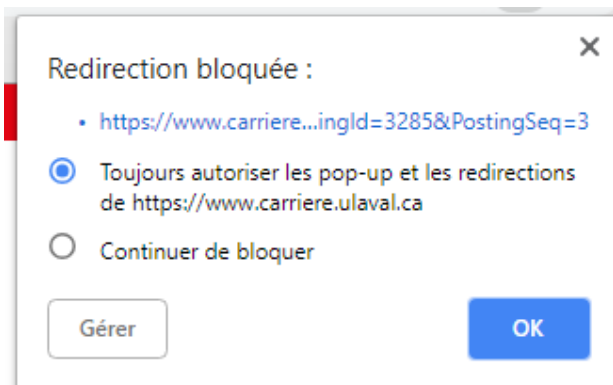 Redirection bloquée :
https://www.carriere...ingId=3285&PostingSeq=3
Toujours autoriser les pop-up et les redirections
de https://www.carriere.ulaval.ca
Continuer de bloquer
Gérer
OK